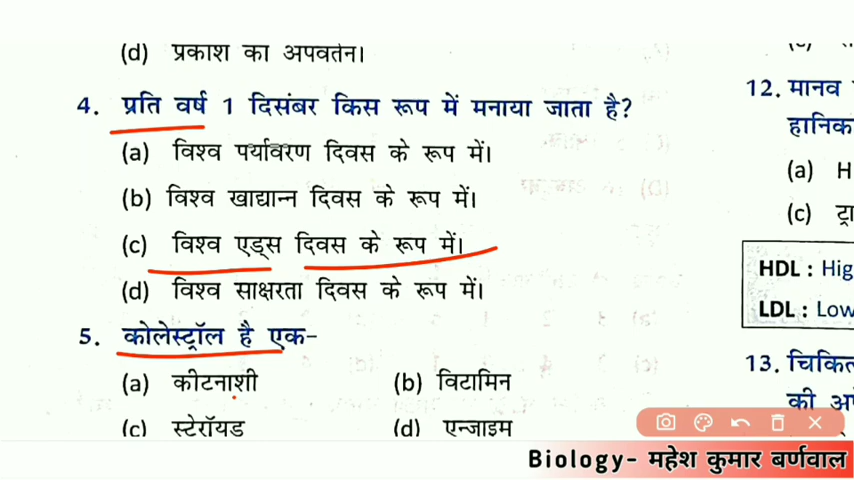 (d) प्रकाश का अपवर्तन।
4. प्रति वर्ष 1 दिसंबर किस रूप में मनाया जाता है?
(a) विश्व पर्यावरण दिवस के रूप में।
(b) विश्व खाद्यान्न दिवस के रूप में।
(c) विश्व एड्स दिवस के रूप में।
(d) विश्व साक्षरता दिवस के रूप में।
5. कोलेस्ट्रॉल है एक-
(a) कीटनाशी (b) विटामिन
(c) स्टेरॉयड (d) एन्जाइम
12. मानव
हानिक
(a) H
(c) ट्रा
HDL : Hig
LDL : Low
13. चिकित
की अ
Biology- महेश कुमार बर्णवाल